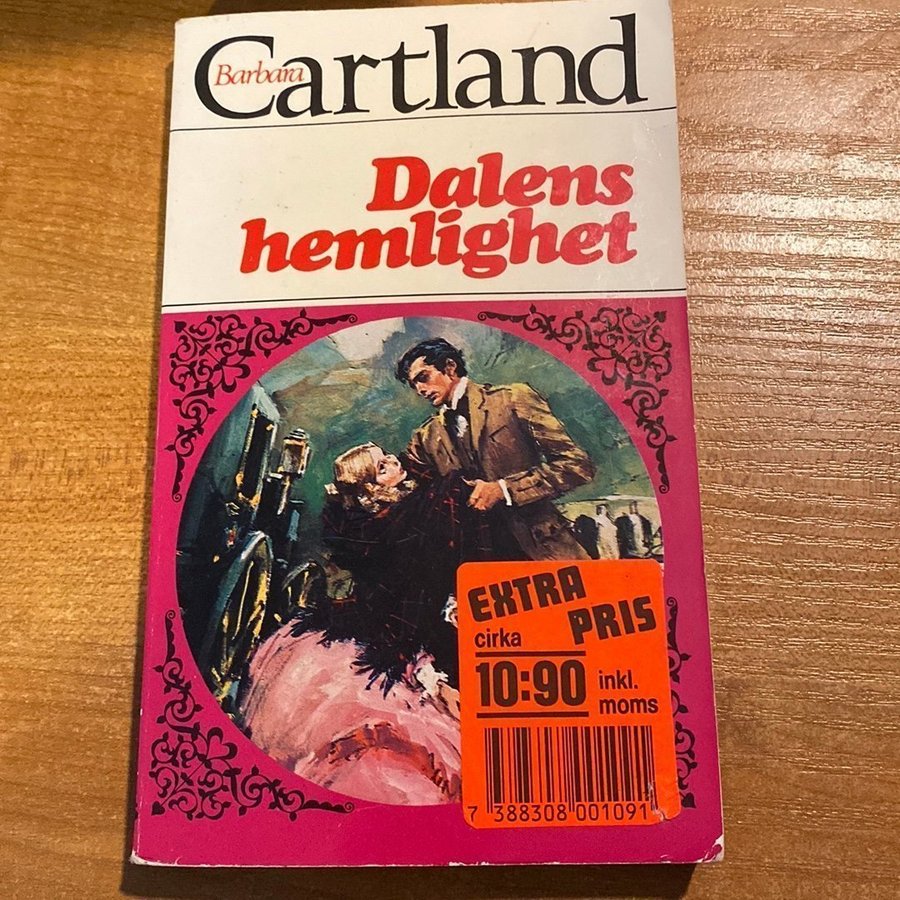 Barbara Cartland
Dalens
hemlighet
EXTRA
PRIS
cirka
10:90 inkl.
moms
7 388308 001091